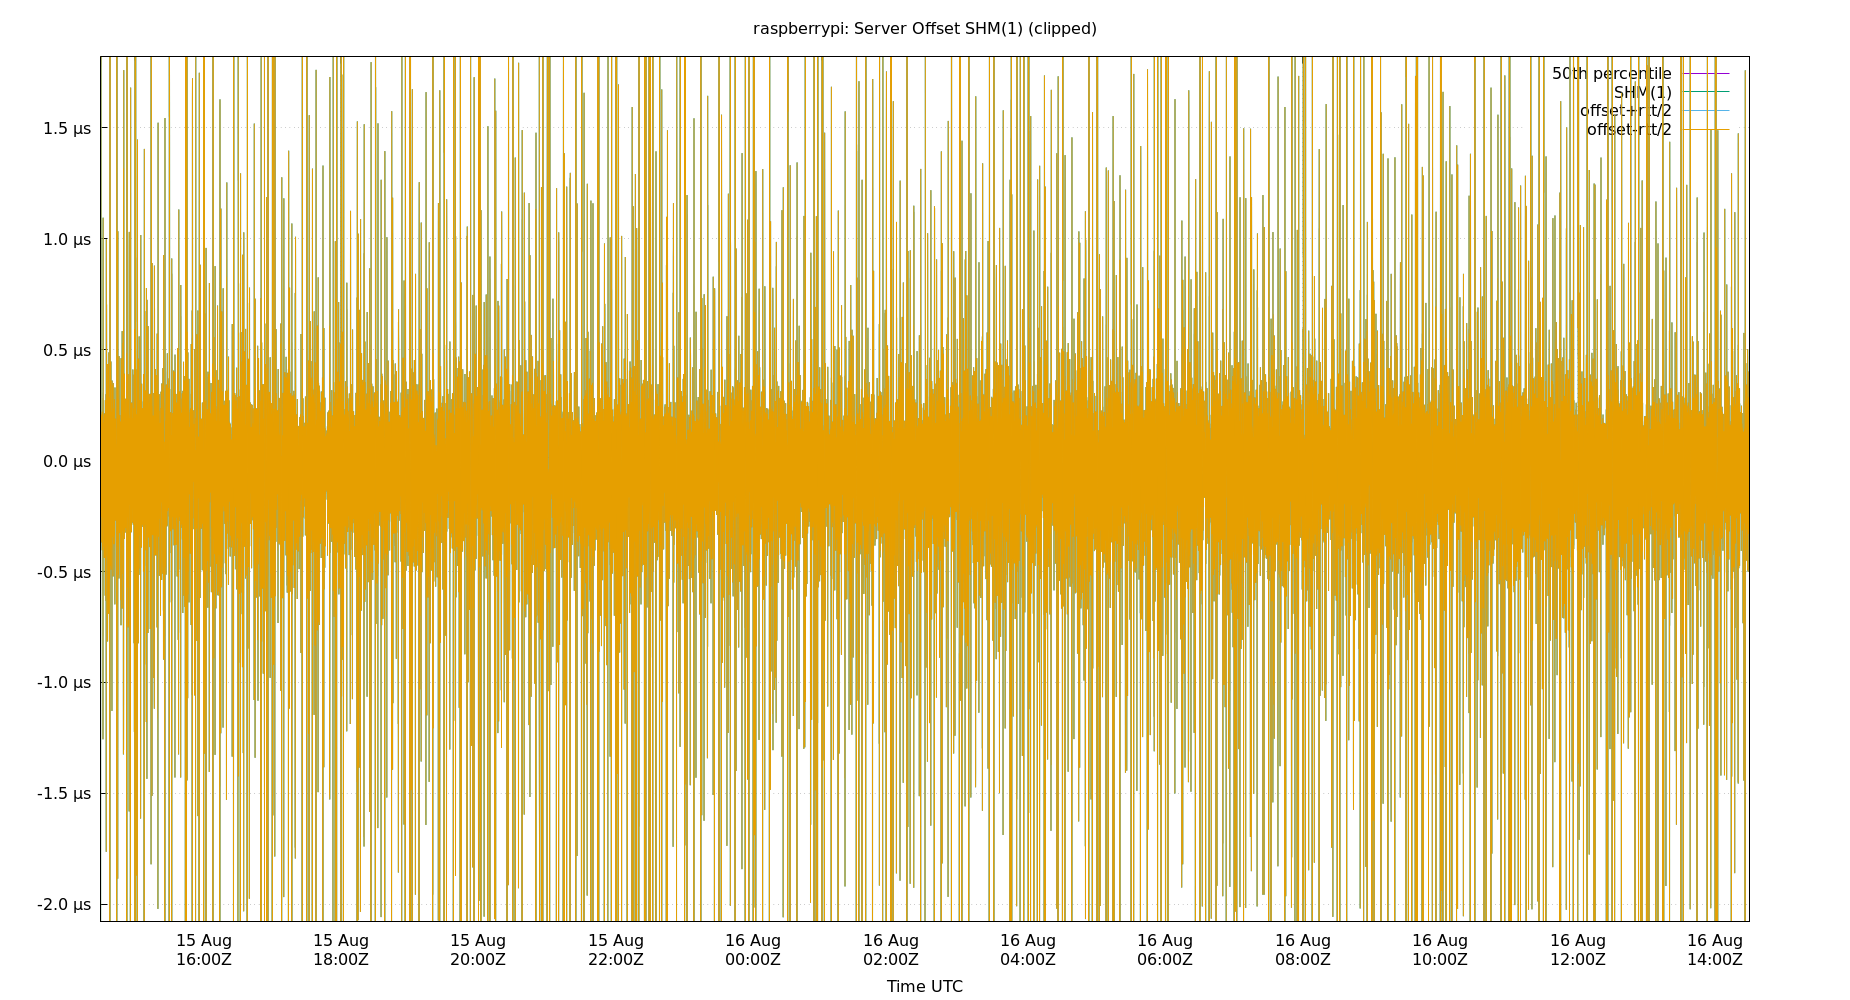 raspberrypi: Server Offset SHM(1) (clipped)
50th percentile
SHM(1)
offset+rtt/2
offset-rtt/2
1.5 µs
1.0 µs
0.5 µs
0.0 µs
-0.5 µs
-1.0 µs
-1.5 µs
-2.0 µs
15 Aug 15 Aug 15 Aug 15 Aug 16 Aug 16 Aug 16 Aug 16 Aug 16 Aug 16 Aug 16 Aug 16 Aug
16:00Z 18:00Z 20:00Z 22:00Z 00:00Z 02:00Z 04:00Z 06:00Z 08:00Z 10:00Z 12:00Z 14:00Z
Time UTC